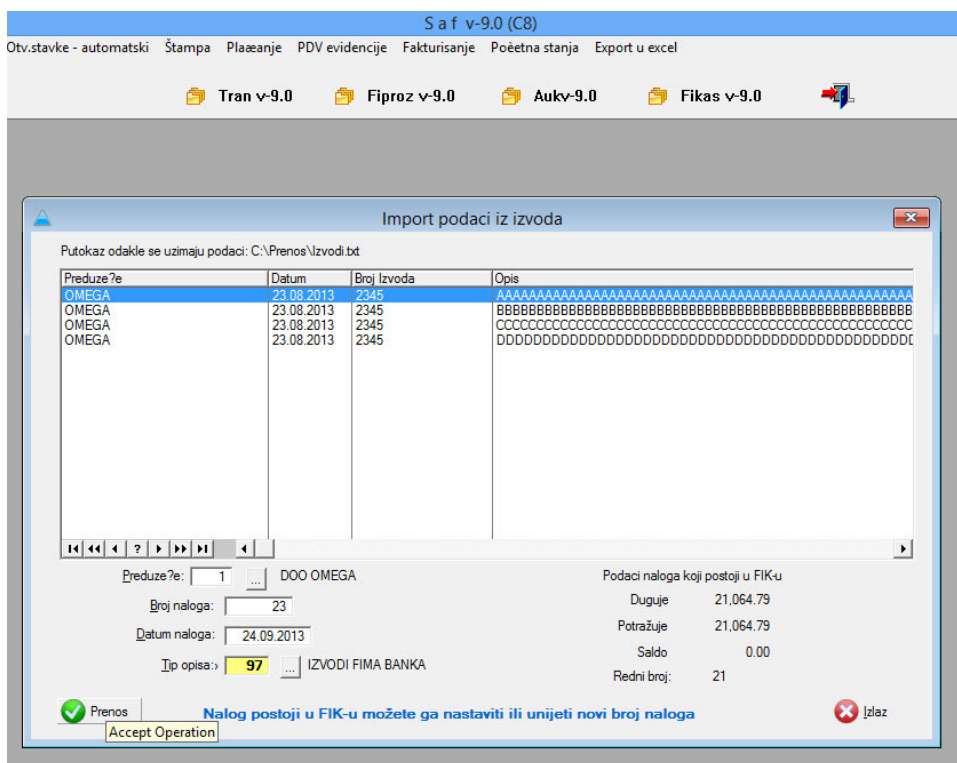 S a f v-9.0 (C8)
Otv.stavke - automatski Štampa Plaæanje PDV evidencije Fakturisanje Poèetna stanja Export u excel
Tran v-9.0 Fiproz v-9.0 Aukv-9.0 Fikas v-9.0
Import podaci iz izvoda
Putokaz odakle se uzimaju podaci: C:\Prenos\Izvodi.txt
Preduze?e Datum Broj Izvoda Opis
OMEGA 23.08.2013 2345 AAAAAAAAAAAAAAAAAAAAAAAAAAAAAAAAAAAAAAAAAAAAAAAAAAAA
OMEGA 23.08.2013 2345 BBBBBBBBBBBBBBBBBBBBBBBBBBBBBBBBBBBBBBBBBBBBBBBBBBBB
OMEGA 23.08.2013 2345 CCCCCCCCCCCCCCCCCCCCCCCCCCCCCCCCCCCCCCCCCCCCCCCCCCC
OMEGA 23.08.2013 2345 DDDDDDDDDDDDDDDDDDDDDDDDDDDDDDDDDDDDDDDDDDDDDDDDDDD
?
Preduze?e: 1 ... DOO OMEGA Podaci naloga koji postoji u FIK-u
Broj naloga: 23 Duguje 21,064.79
Datum naloga: 24.09.2013 Potražuje 21,064.79
Tip opisa:› 97 ... IZVODI FIMA BANKA Saldo 0.00
Redni broj: 21
Prenos Nalog postoji u FIK-u možete ga nastaviti ili unijeti novi broj naloga Izlaz
Accept Operation